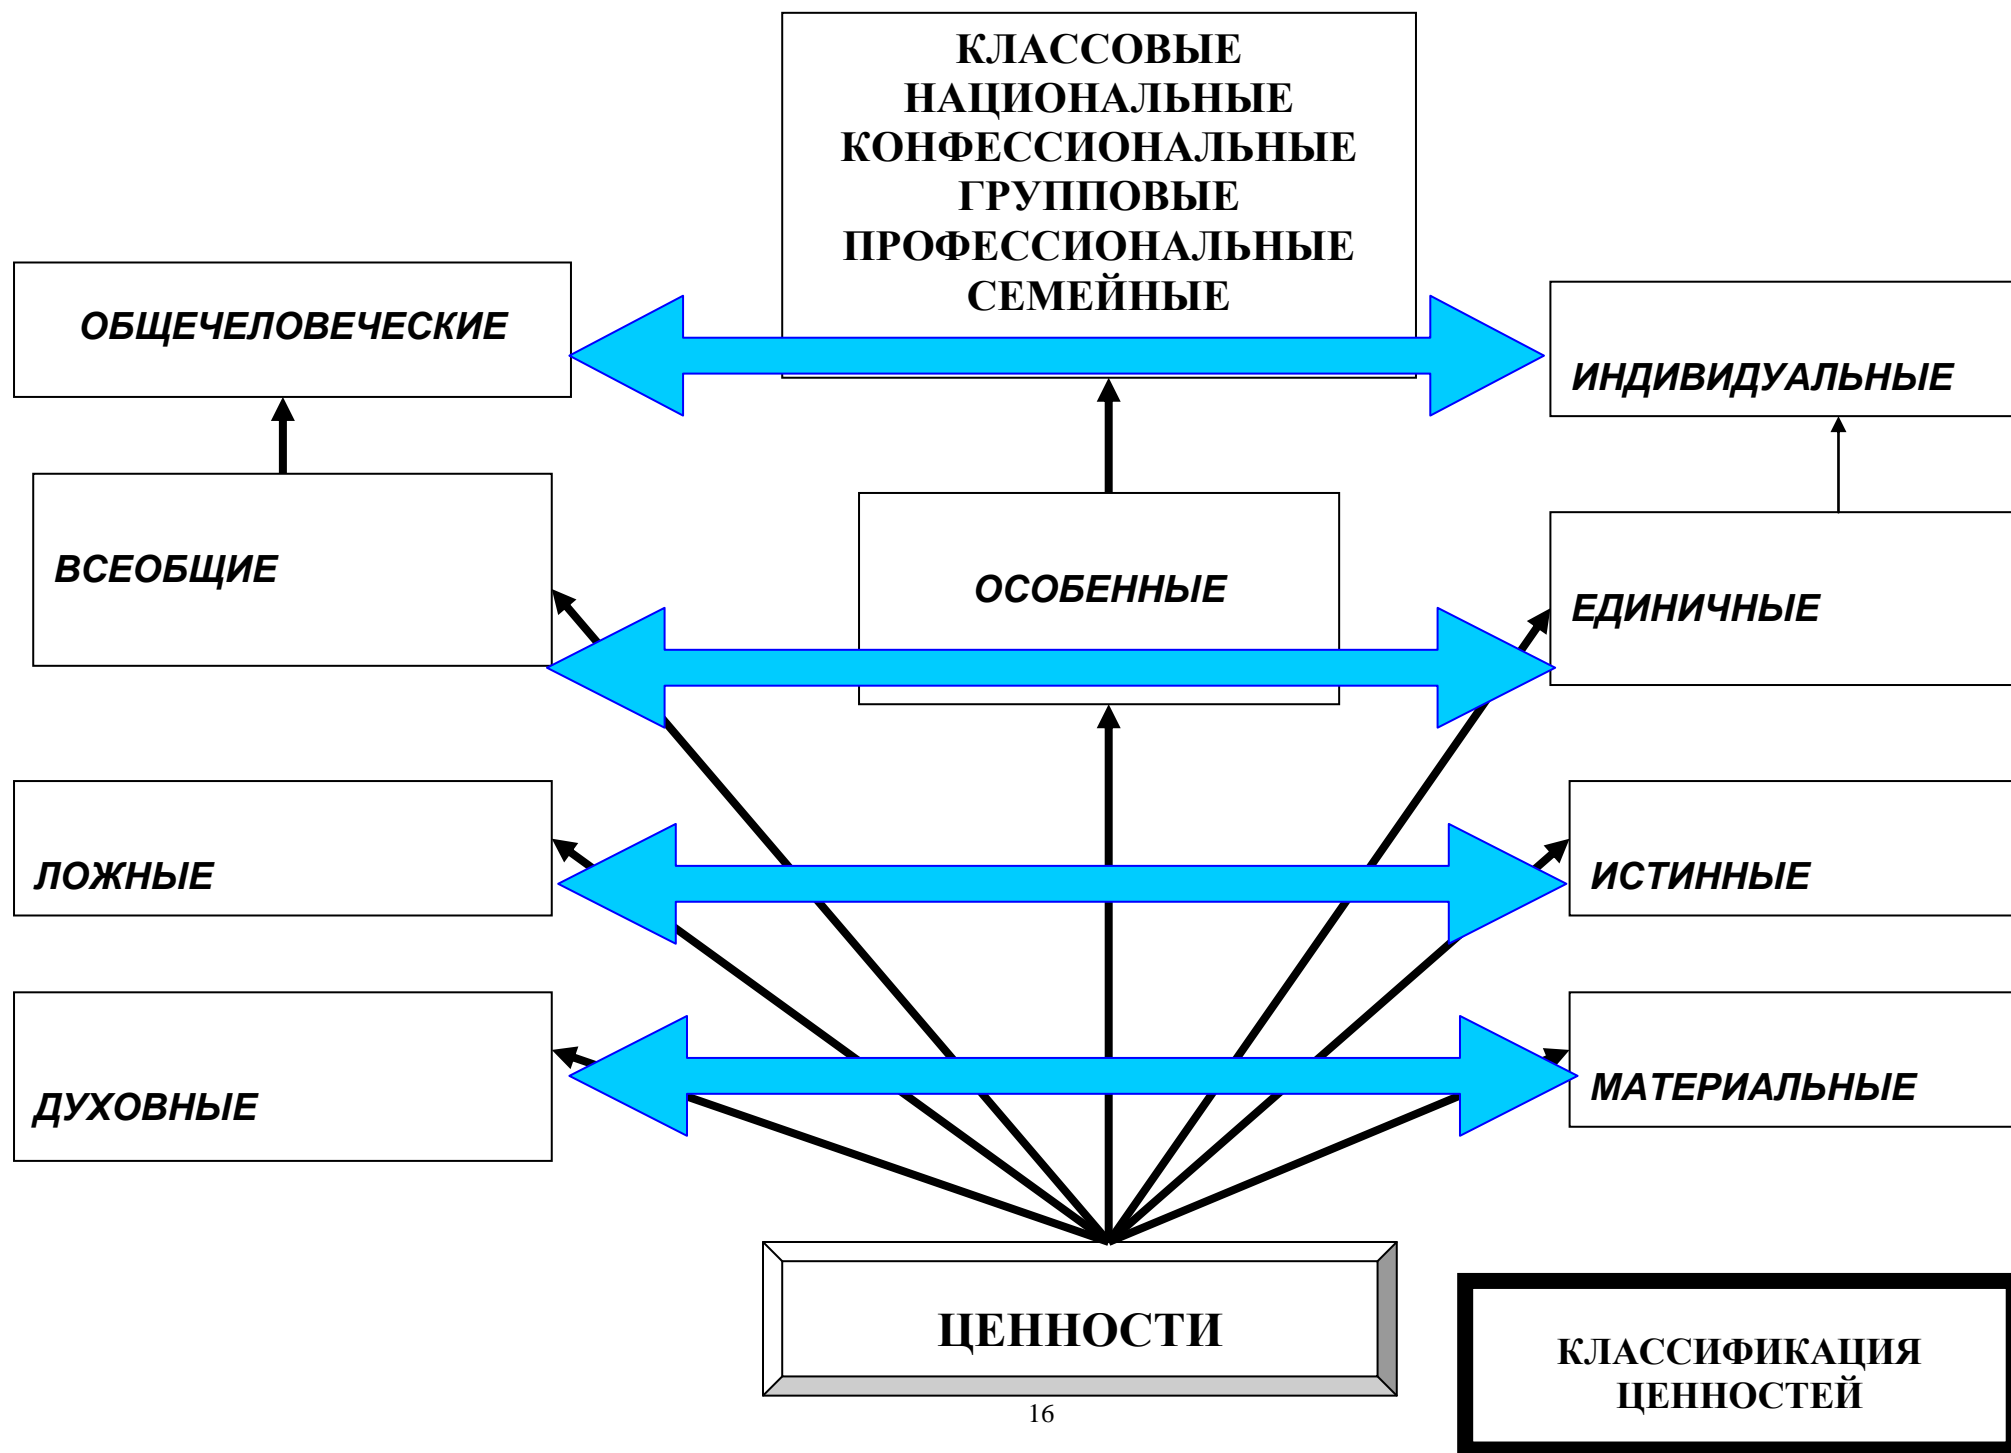 КЛАССОВЫЕ
НАЦИОНАЛЬНЫЕ
КОНФЕССИОНАЛЬНЫЕ
ГРУППОВЫЕ
ПРОФЕССИОНАЛЬНЫЕ
СЕМЕЙНЫЕ
ОБЩЕЧЕЛОВЕЧЕСКИЕ
ИНДИВИДУАЛЬНЫЕ
ВСЕОБЩИЕ
ОСОБЕННЫЕ
ЕДИНИЧНЫЕ
ЛОЖНЫЕ
ИСТИННЫЕ
ДУХОВНЫЕ
МАТЕРИАЛЬНЫЕ
ЦЕННОСТИ
КЛАССИФИКАЦИЯ
ЦЕННОСТЕЙ
16